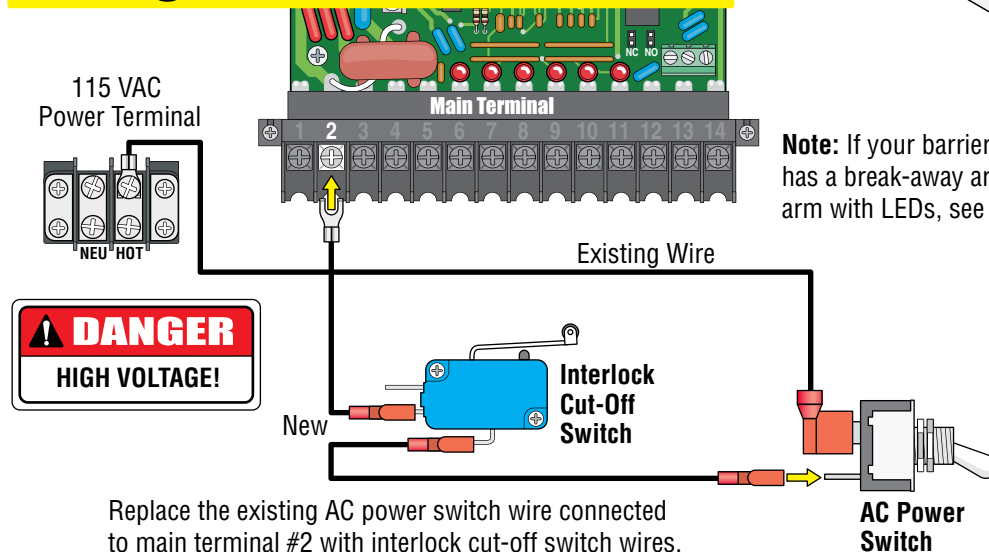 115 VAC
Power Terminal
NC NO
Main Terminal
1 2 3 4 5 6 7 8 9 10 11 12 13 14
NEU HOT
Note: If your barrier
has a break-away
arm with LEDs, see
Existing Wire
DANGER
HIGH VOLTAGE!
Interlock
Cut-Off
Switch
New
AC Power
Switch
Replace the existing AC power switch wire connected
to main terminal #2 with interlock cut-off switch wires.